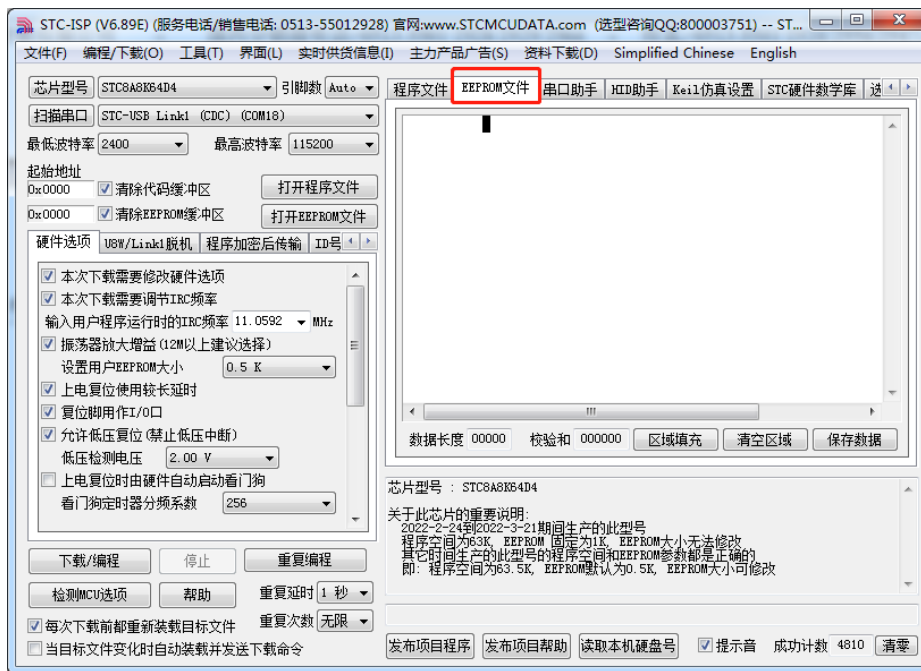 STC-ISP (V6.89E) (服务电话/销售电话: 0513-55012928) 官网:www.STCMCUDATA.com (选型咨询QQ:800003751) -- ST...
文件(F) 编程/下载(O) 工具(T) 界面(L) 实时供货信息(I) 主力产品广告(S) 资料下载(D) Simplified Chinese English
芯片型号 STC8A8K64D4 引脚数 Auto
扫描串口 STC-USB Link1 (CDC) (COM18)
最低波特率 2400 最高波特率 115200
起始地址
0x0000 清除代码缓冲区 打开程序文件
0x0000 清除EEPROM缓冲区 打开EEPROM文件
硬件选项 U8W/Link1脱机 程序加密后传输 ID号
本次下载需要修改硬件选项
本次下载需要调节IRC频率
输入用户程序运行时的IRC频率 11.0592 MHz
振荡器放大增益(12M以上建议选择)
设置用户EEPROM大小 0.5 K
上电复位使用较长延时
复位脚用作I/O口
允许低压复位(禁止低压中断)
低压检测电压 2.00 V
上电复位时由硬件自动启动看门狗
看门狗定时器分频系数 256
下载/编程 停止 重复编程
检测MCU选项 帮助 重复延时 1 秒
每次下载前都重新装载目标文件 重复次数 无限
当目标文件变化时自动装载并发送下载命令
程序文件 EEPROM文件 串口助手 HID助手 Keil仿真设置 STC硬件数学库 选
数据长度 00000 校验和 000000 区域填充 清空区域 保存数据
芯片型号 : STC8A8K64D4
关于此芯片的重要说明:
2022-2-24到2022-3-21期间生产的此型号
程序空间为63K, EEPROM 固定为1K, EEPROM大小无法修改
其它时间生产的此型号的程序空间和EEPROM参数都是正确的
即: 程序空间为63.5K, EEPROM默认为0.5K, EEPROM大小可修改
发布项目程序 发布项目帮助 读取本机硬盘号 提示音 成功计数 4810 清零